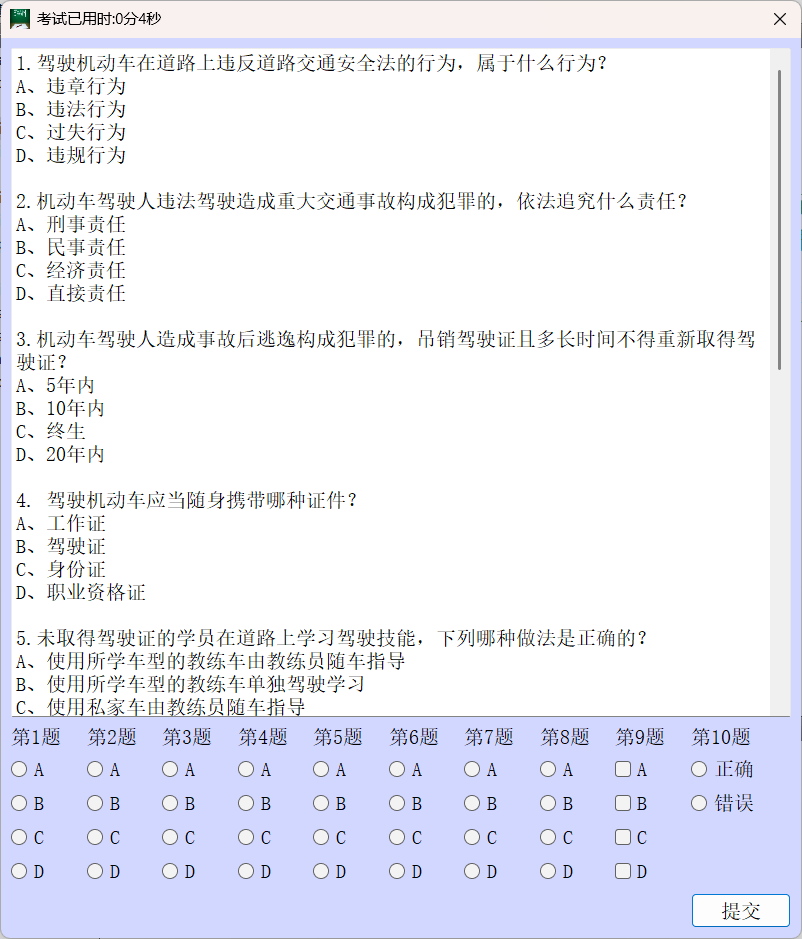 考试已用时:0分4秒
1.驾驶机动车在道路上违反道路交通安全法的行为，属于什么行为？
A、违章行为
B、违法行为
C、过失行为
D、违规行为
2.机动车驾驶人违法驾驶造成重大交通事故构成犯罪的，依法追究什么责任？
A、刑事责任
B、民事责任
C、经济责任
D、直接责任
3.机动车驾驶人造成事故后逃逸构成犯罪的，吊销驾驶证且多长时间不得重新取得驾
驶证？
A、5年内
B、10年内
C、终生
D、20年内
4. 驾驶机动车应当随身携带哪种证件？
A、工作证
B、驾驶证
C、身份证
D、职业资格证
5.未取得驾驶证的学员在道路上学习驾驶技能，下列哪种做法是正确的？
A、使用所学车型的教练车由教练员随车指导
B、使用所学车型的教练车单独驾驶学习
C、使用私家车由教练员随车指导
第1题 第2题 第3题 第4题 第5题 第6题 第7题 第8题 第9题 第10题
A A A A A A A A A 正确
B B B B B B B B B 错误
C C C C C C C C C
D D D D D D D D D
提交